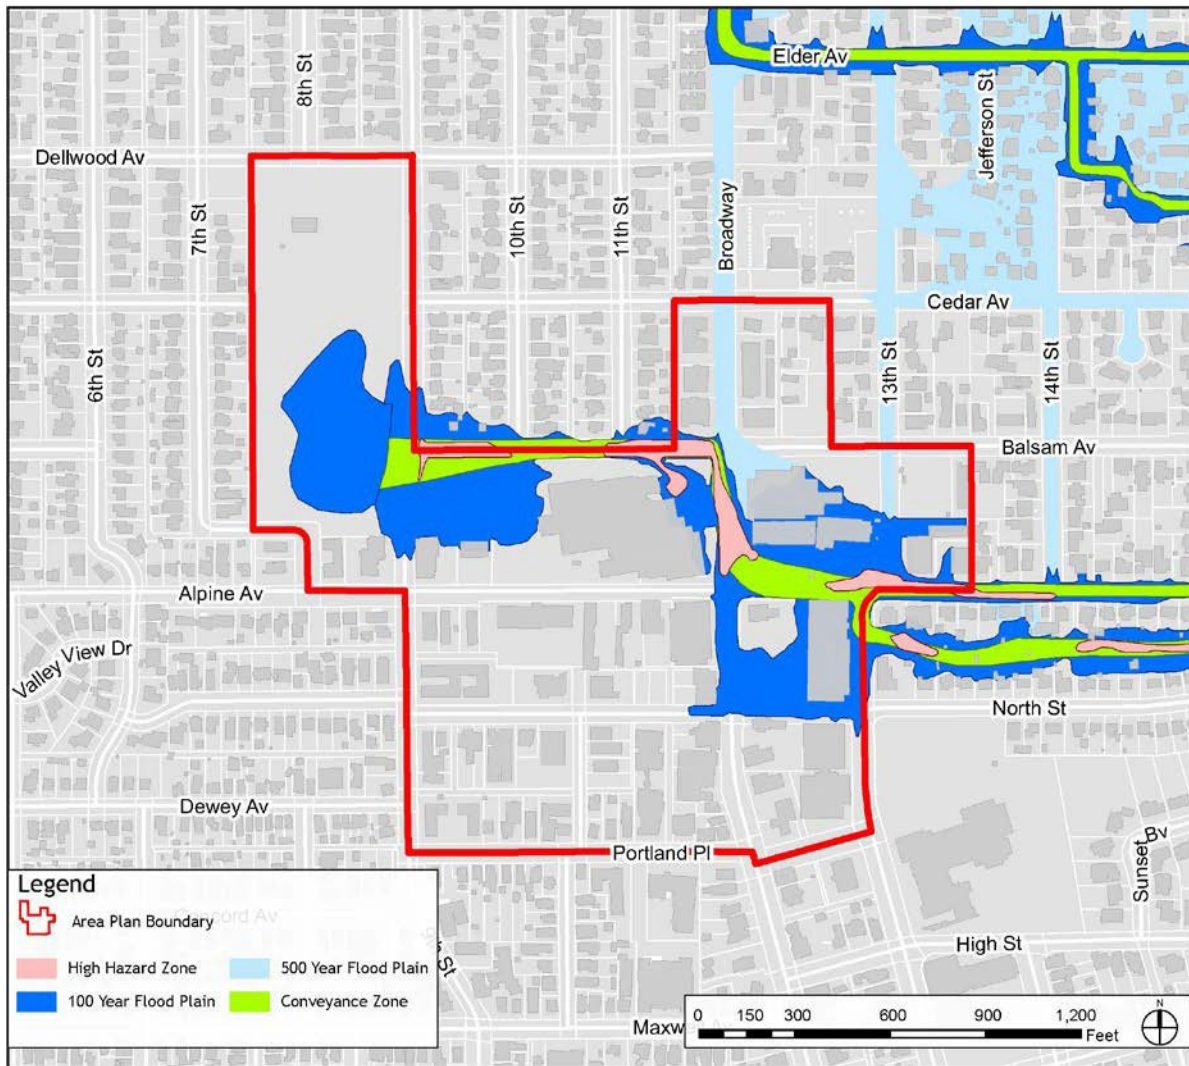 Elder Av
8th St
Jefferson St
Dellwood Av
7th St
10th St
11th St
Broadway
Cedar Av
6th St
13th St
14th St
Balsam Av
Alpine Av
Valley View Dr
North St
Dewey Av
Portland Pl
Sunset Bv
High St
Legend
Area Plan Boundary
High Hazard Zone
500 Year Flood Plain
100 Year Flood Plain
Conveyance Zone
0 150 300 600 900 1,200
Feet
N